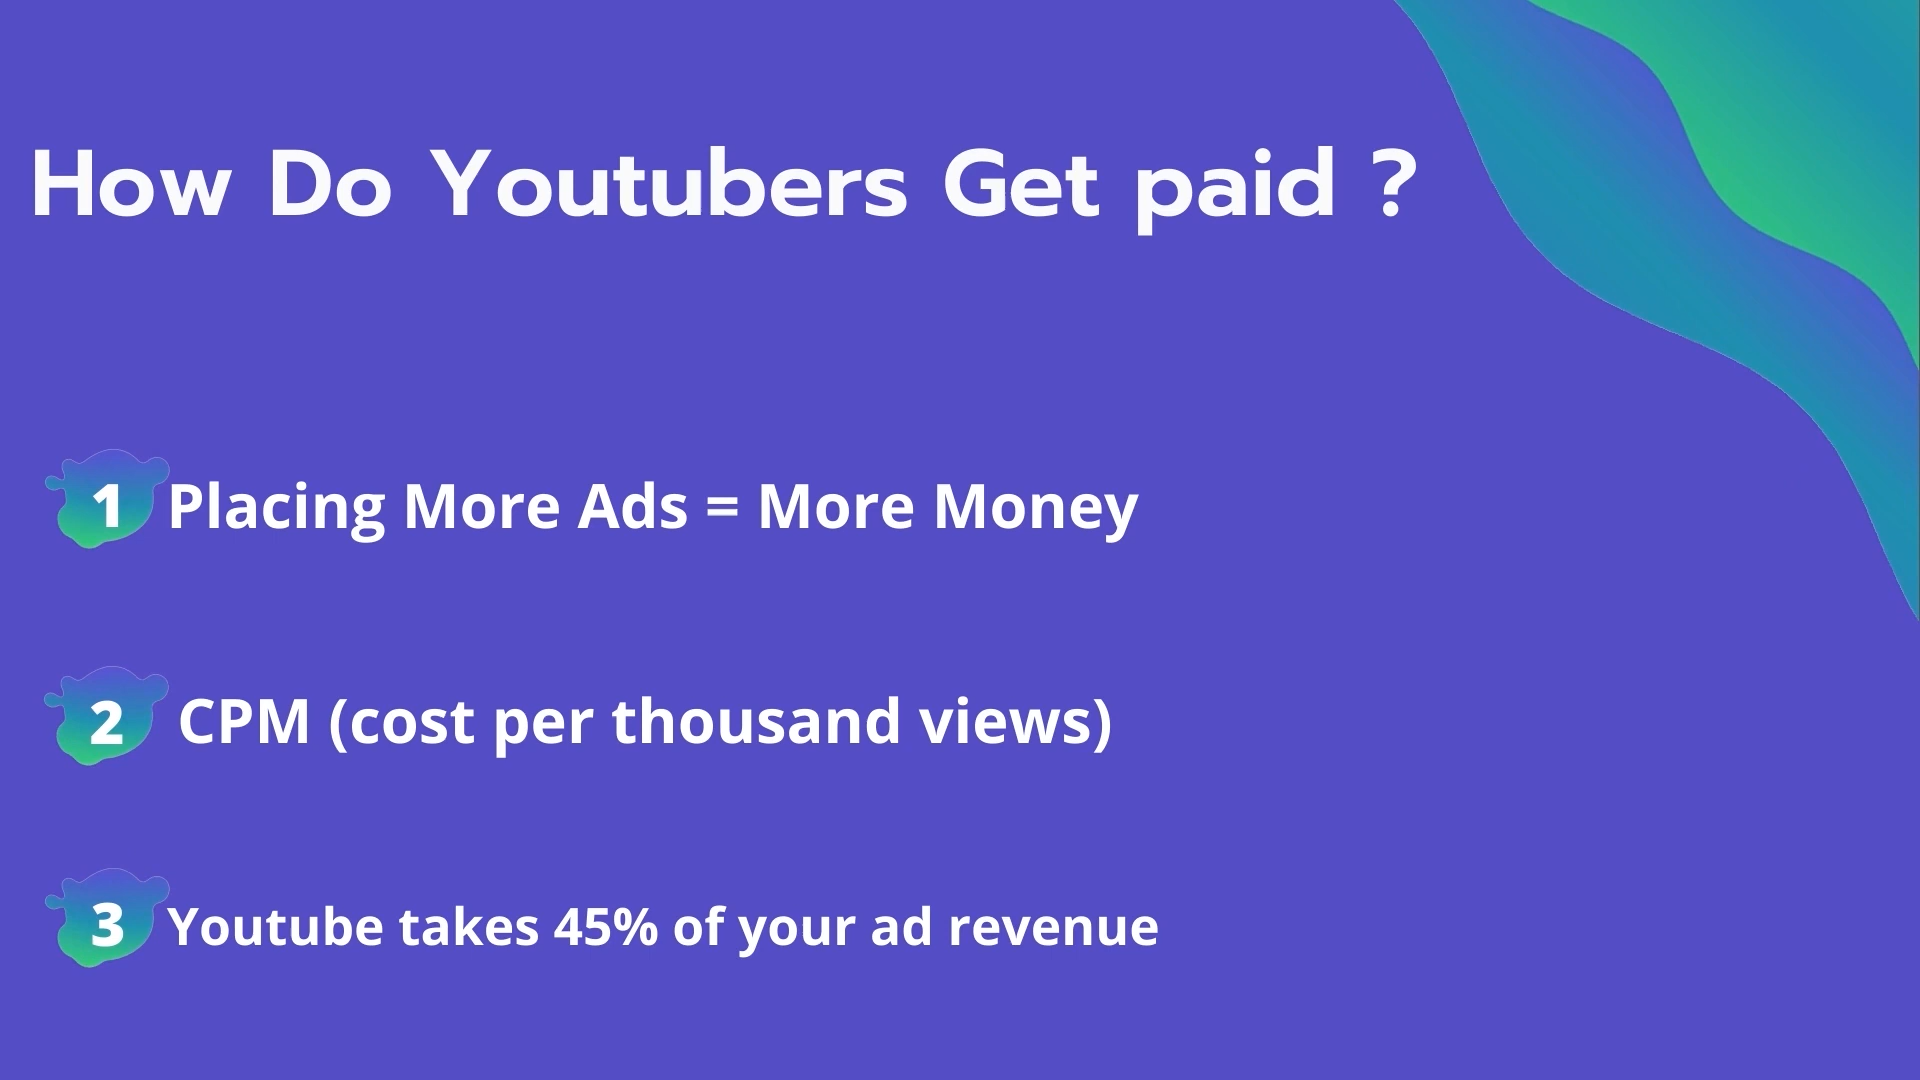 How Do Youtubers Get paid ?
1 Placing More Ads = More Money
2 CPM (cost per thousand views)
3 Youtube takes 45% of your ad revenue